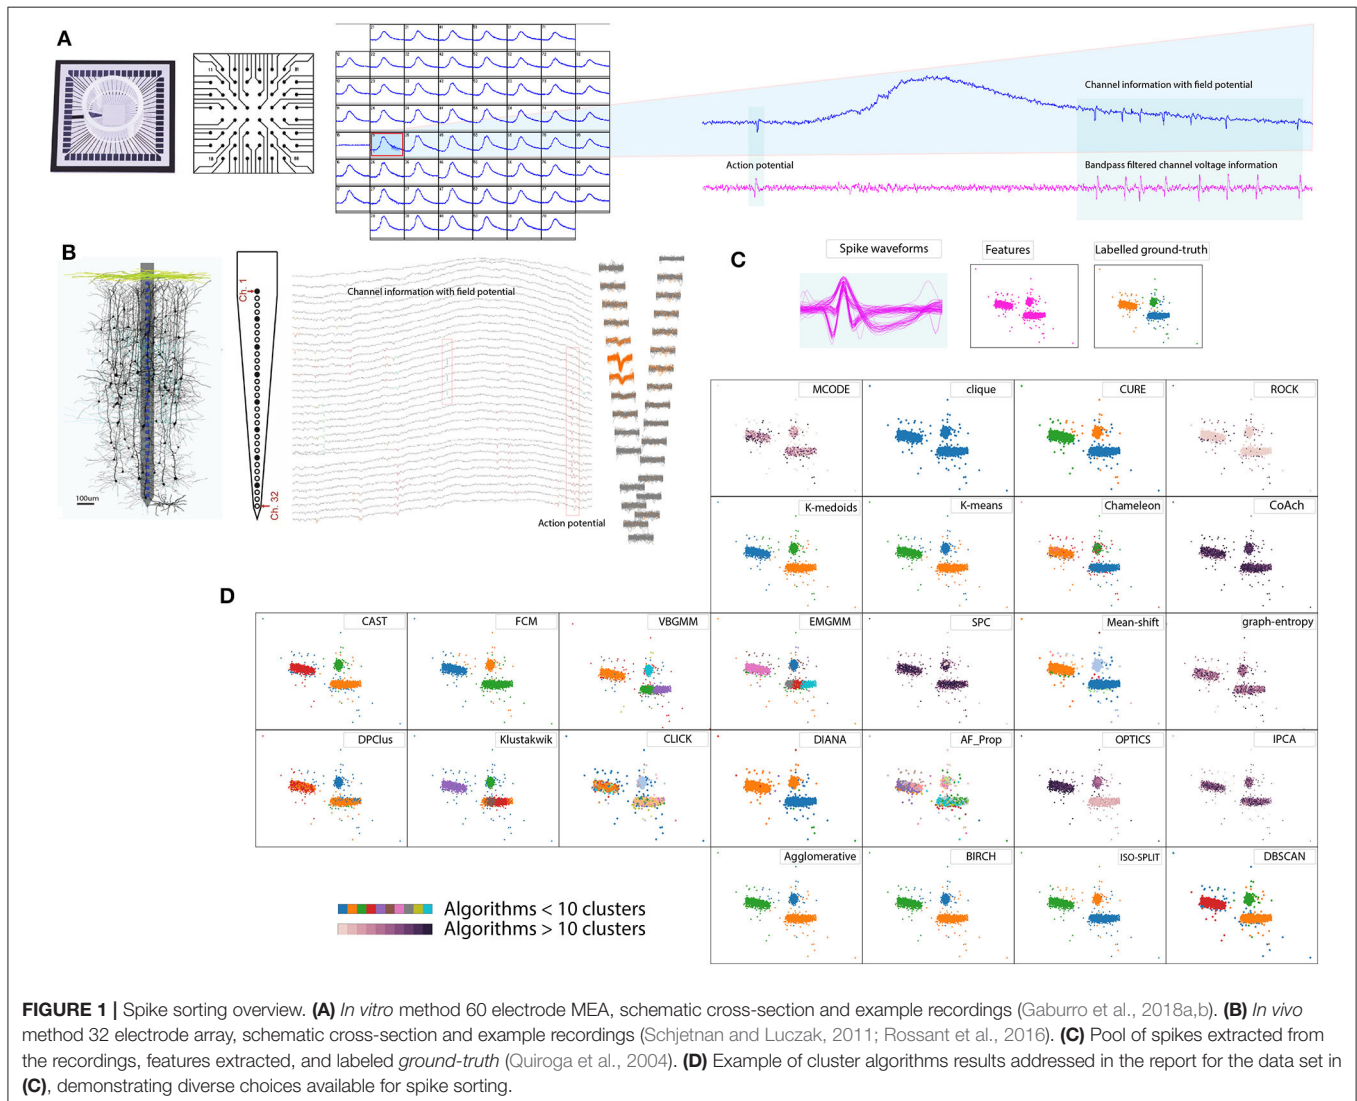 A
Channel information with field potential
Action potential
Bandpass filtered channel voltage information
B
Ch. 1
Ch. 32
100um
Channel information with field potential
Action potential
C
Spike waveforms
Features
Labelled ground-truth
D
MCODE
clique
CURE
ROCK
K-medoids
K-means
Chameleon
CoAch
CAST
FCM
VBGMM
EMGMM
SPC
Mean-shift
graph-entropy
DPClus
Klustakwik
CLICK
DIANA
AF_Prop
OPTICS
IPCA
Agglomerative
BIRCH
ISO-SPLIT
DBSCAN
Algorithms < 10 clusters
Algorithms > 10 clusters
FIGURE 1 | Spike sorting overview. (A) In vitro method 60 electrode MEA, schematic cross-section and example recordings (Gaburro et al., 2018a,b). (B) In vivo
method 32 electrode array, schematic cross-section and example recordings (Schjetnan and Luczak, 2011; Rossant et al., 2016). (C) Pool of spikes extracted from
the recordings, features extracted, and labeled ground-truth (Quiroga et al., 2004). (D) Example of cluster algorithms results addressed in the report for the data set in
(C), demonstrating diverse choices available for spike sorting.